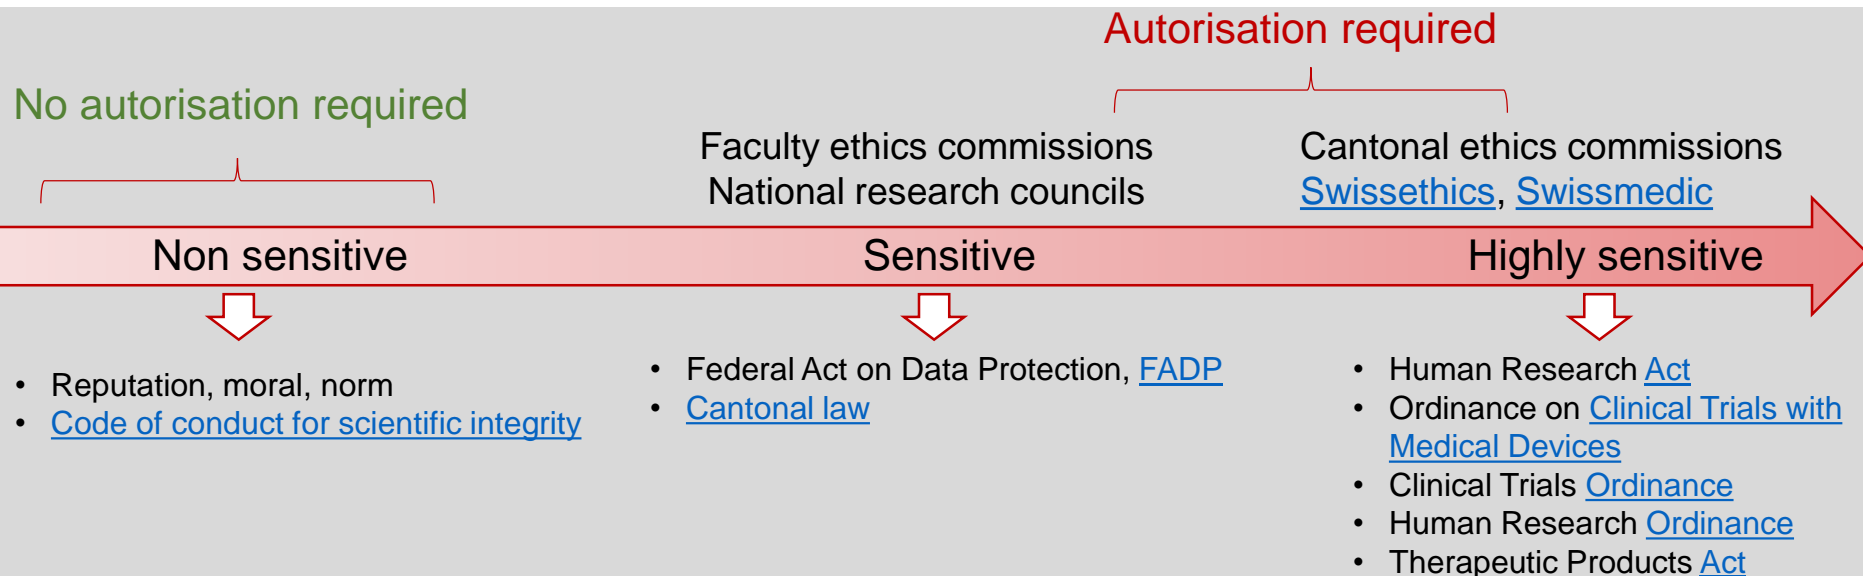 Autorisation required
No autorisation required
Faculty ethics commissions
National research councils
Cantonal ethics commissions
Swissethics, Swissmedic
Non sensitive
Sensitive
Highly sensitive
• Reputation, moral, norm
• Code of conduct for scientific integrity
• Federal Act on Data Protection, FADP
• Cantonal law
• Human Research Act
• Ordinance on Clinical Trials with
Medical Devices
• Clinical Trials Ordinance
• Human Research Ordinance
• Therapeutic Products Act